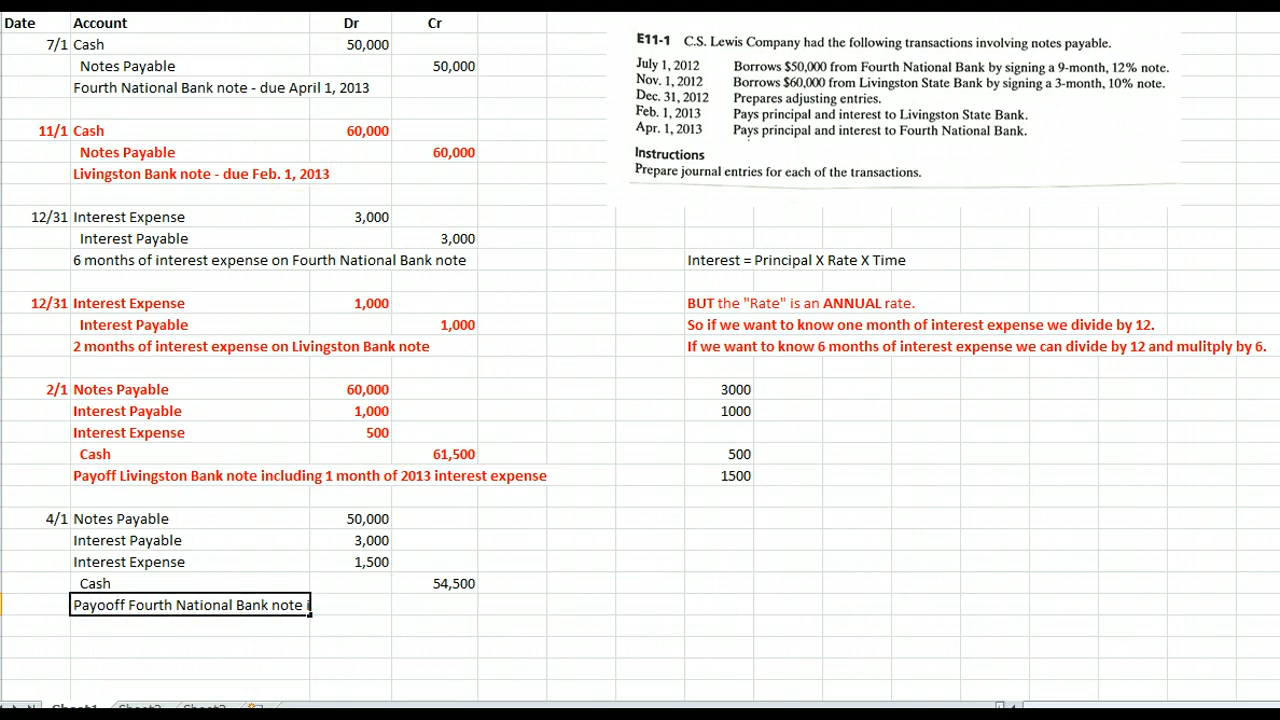 Date Account Dr Cr
7/1 Cash 50,000
Notes Payable 50,000
Fourth National Bank note - due April 1, 2013
11/1 Cash 60,000
Notes Payable 60,000
Livingston Bank note - due Feb. 1, 2013
12/31 Interest Expense 3,000
Interest Payable 3,000
6 months of interest expense on Fourth National Bank note
12/31 Interest Expense 1,000
Interest Payable 1,000
2 months of interest expense on Livingston Bank note
2/1 Notes Payable 60,000
Interest Payable 1,000
Interest Expense 500
Cash 61,500
Payoff Livingston Bank note including 1 month of 2013 interest expense
4/1 Notes Payable 50,000
Interest Payable 3,000
Interest Expense 1,500
Cash 54,500
Payooff Fourth National Bank note i
E11-1 C.S. Lewis Company had the following transactions involving notes payable.
July 1, 2012 Borrows $50,000 from Fourth National Bank by signing a 9-month, 12% note.
Nov. 1, 2012 Borrows $60,000 from Livingston State Bank by signing a 3-month, 10% note.
Dec. 31, 2012 Prepares adjusting entries.
Feb. 1, 2013 Pays principal and interest to Livingston State Bank.
Apr. 1, 2013 Pays principal and interest to Fourth National Bank.
Instructions
Prepare journal entries for each of the transactions.
Interest = Principal X Rate X Time
BUT the "Rate" is an ANNUAL rate.
So if we want to know one month of interest expense we divide by 12.
If we want to know 6 months of interest expense we can divide by 12 and mulitply by 6.
3000
1000
500
1500
Sheet1 Sheet2 Sheet3